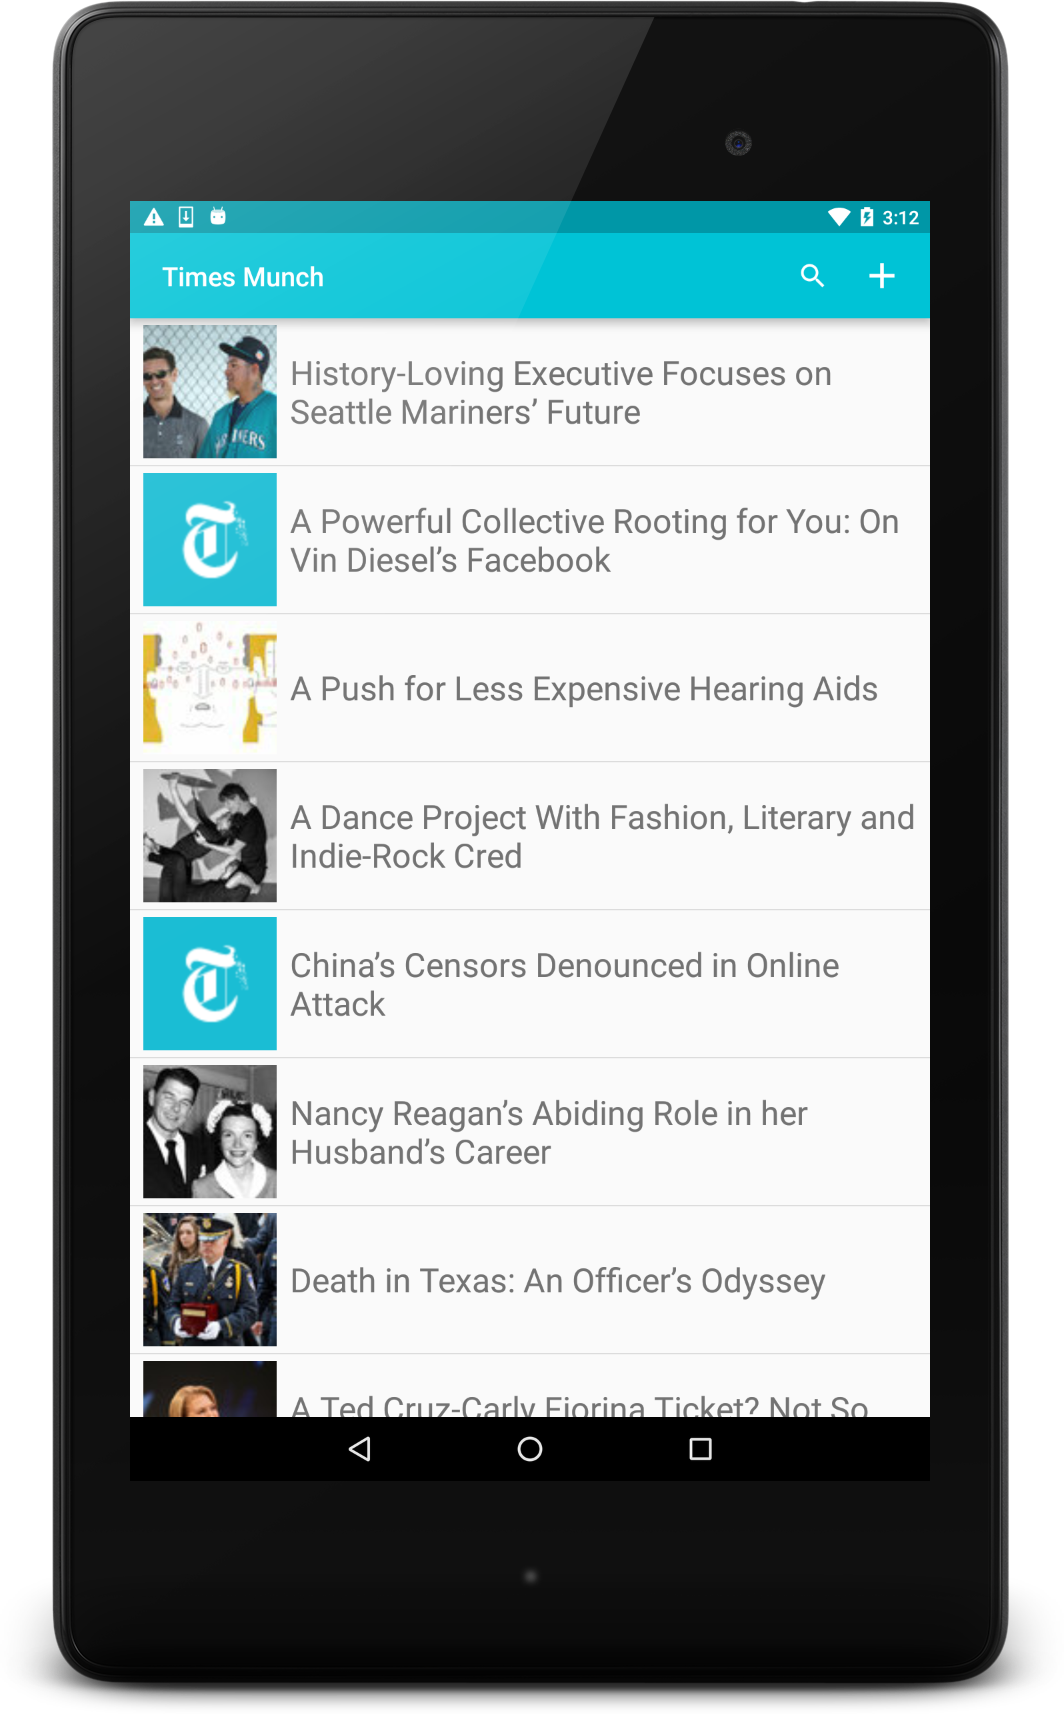 3:12
Times Munch
History-Loving Executive Focuses on
Seattle Mariners’ Future
A Powerful Collective Rooting for You: On
Vin Diesel’s Facebook
A Push for Less Expensive Hearing Aids
A Dance Project With Fashion, Literary and
Indie-Rock Cred
China’s Censors Denounced in Online
Attack
Nancy Reagan’s Abiding Role in her
Husband’s Career
Death in Texas: An Officer’s Odyssey
A Ted Cruz-Carly Fiorina Ticket? Not So